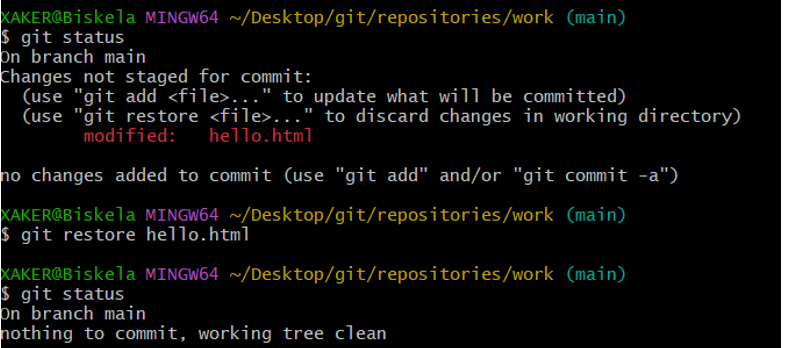 XAKER@Biskela MINGW64 ~/Desktop/git/repositories/work (main)
$ git status
On branch main
Changes not staged for commit:
  (use "git add <file>..." to update what will be committed)
  (use "git restore <file>..." to discard changes in working directory)
        modified:   hello.html

no changes added to commit (use "git add" and/or "git commit -a")

XAKER@Biskela MINGW64 ~/Desktop/git/repositories/work (main)
$ git restore hello.html

XAKER@Biskela MINGW64 ~/Desktop/git/repositories/work (main)
$ git status
On branch main
nothing to commit, working tree clean